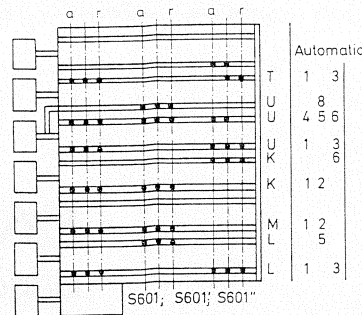 a r a r a r
Automatic
T 1 3
U 8
U 4 5 6
U 1 3
K 6
K 1 2
M 1 2
L 5
L 1 3
S601; S601'; S601"